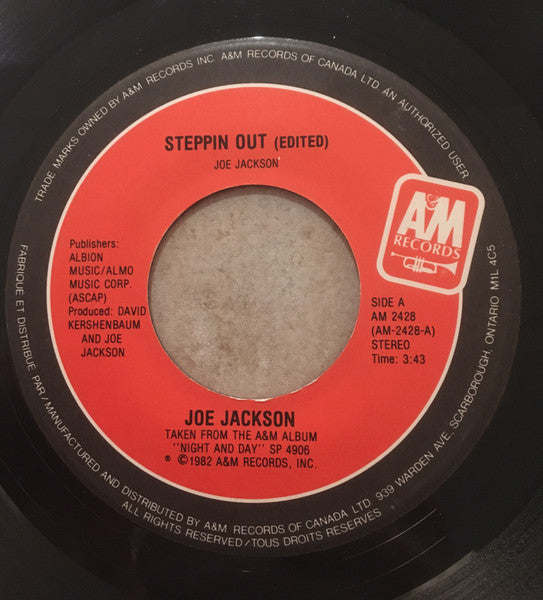 TRADE MARKS OWNED BY A&M RECORDS INC. A&M RECORDS OF CANADA LTD. AN AUTHORIZED USER
STEPPIN OUT (EDITED)
JOE JACKSON
A&M
RECORDS
Publishers:
ALBION
MUSIC/ALMO
MUSIC CORP.
(ASCAP)
Produced: DAVID
KERSHENBAUM
AND JOE
JACKSON
SIDE A
AM 2428
(AM-2428-A)
STEREO
Time: 3:43
JOE JACKSON
TAKEN FROM THE A&M ALBUM
"NIGHT AND DAY" SP 4906
℗ ©1982 A&M RECORDS, INC.
FABRIQUE ET DISTRIBUÉ PAR / MANUFACTURED AND DISTRIBUTED BY A&M RECORDS OF CANADA LTD. 939 WARDEN AVE. SCARBOROUGH, ONTARIO M1L 4C5
ALL RIGHTS RESERVED / TOUS DROITS RESERVES